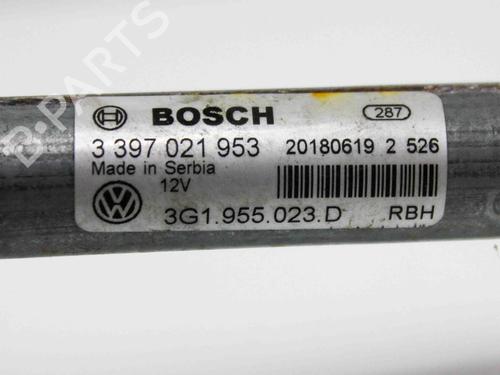 BOSCH 287
3 397 021 953 20180619 2 526
Made in Serbia
12V
3G1.955.023.D RBH
B-PARTS